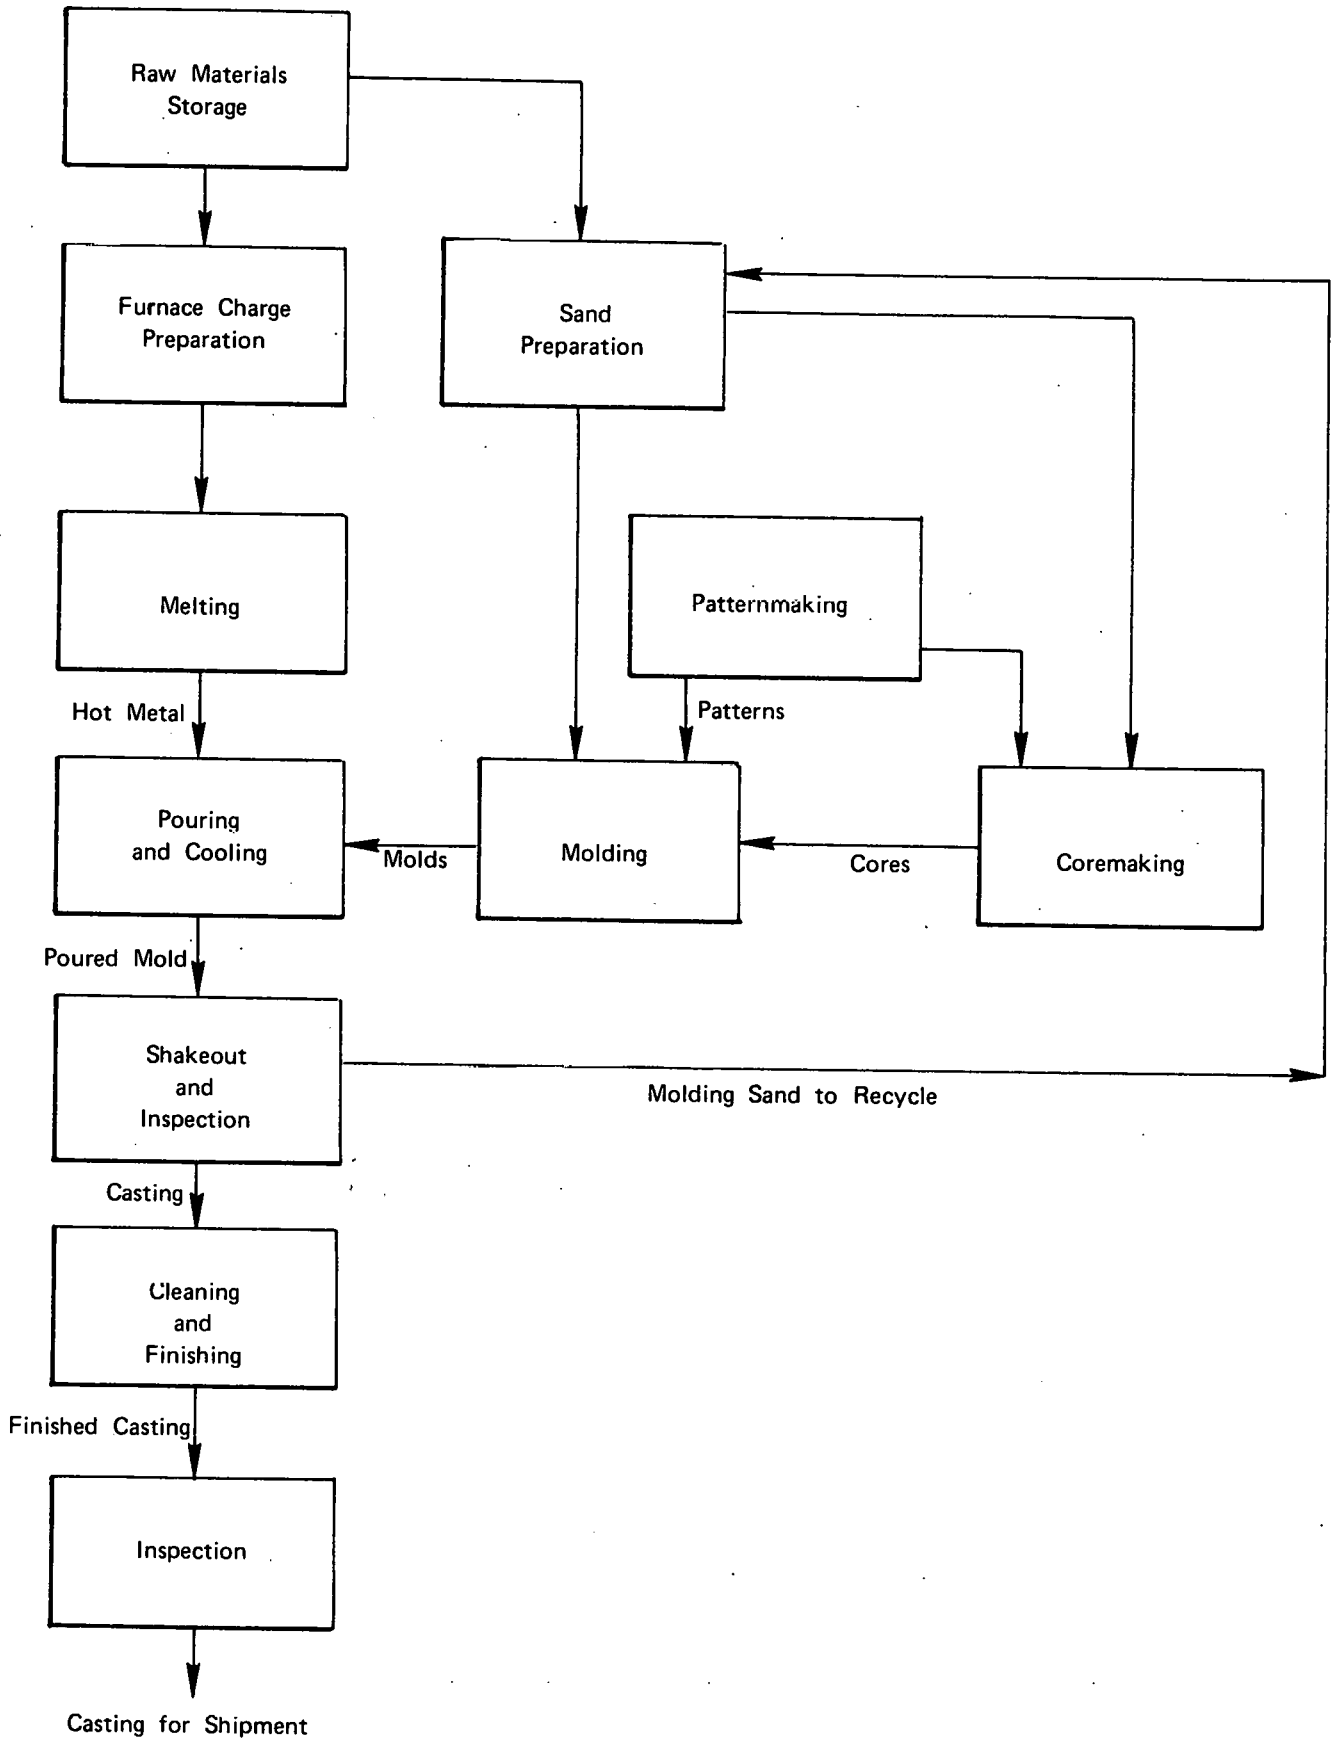 Raw Materials
Storage
Furnace Charge
Preparation
Sand
Preparation
Melting
Patternmaking
Hot Metal
Patterns
Pouring
and Cooling
Molds
Molding
Cores
Coremaking
Poured Mold
Shakeout
and
Inspection
Molding Sand to Recycle
Casting
Cleaning
and
Finishing
Finished Casting
Inspection
Casting for Shipment